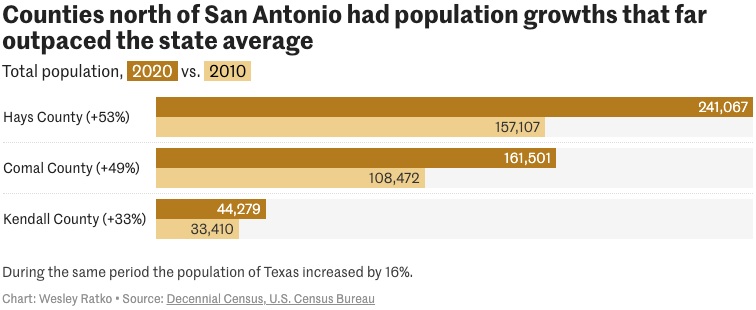 Counties north of San Antonio had population growths that far
outpaced the state average
Total population, 2020 vs. 2010
Hays County (+53%)
241,067
157,107
Comal County (+49%)
161,501
108,472
Kendall County (+33%)
44,279
33,410
During the same period the population of Texas increased by 16%.
Chart: Wesley Ratko • Source: Decennial Census, U.S. Census Bureau